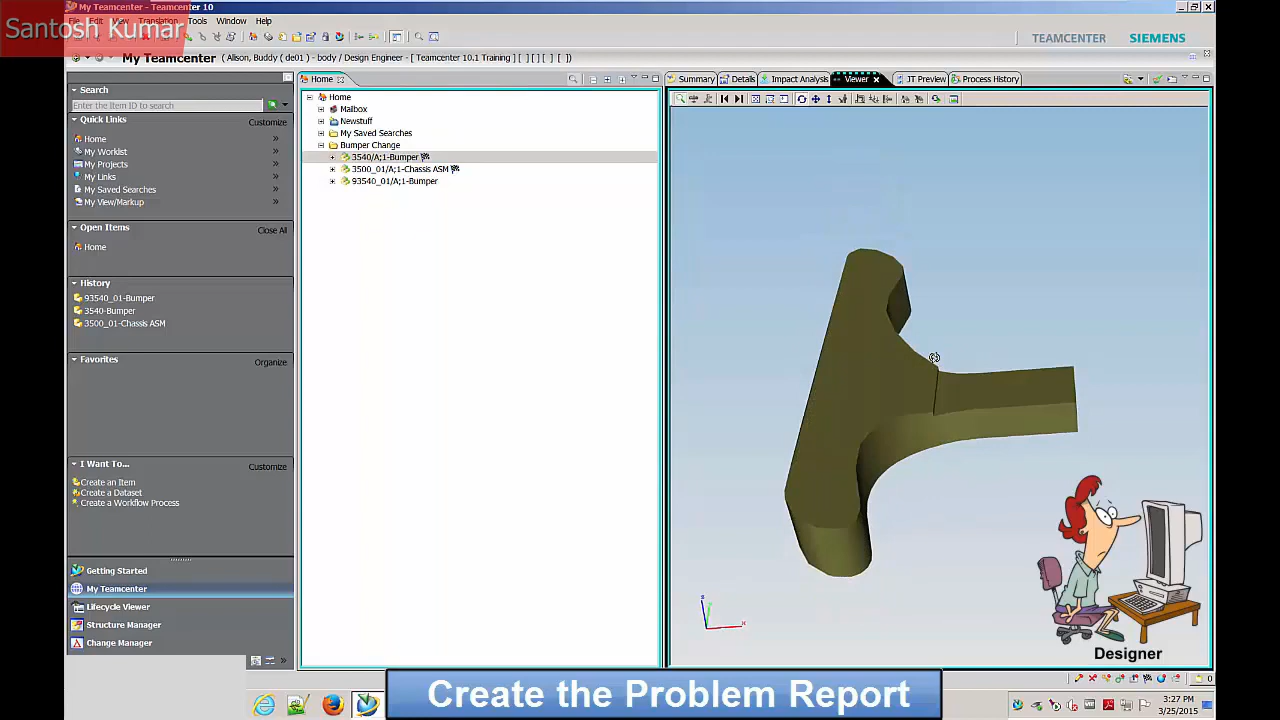 My Teamcenter - Teamcenter 10
File Edit View Translation Tools Window Help
Santosh Kumar
TEAMCENTER SIEMENS
My Teamcenter ( Alison, Buddy (de01) - body / Design Engineer - [ Teamcenter 10.1 Training[ ] [ ] [ ] [ ]
Search
Enter the Item ID to search
Quick Links Customize
Home »
My Worklist »
My Projects »
My Links »
My Saved Searches »
My View/Markup »
Open Items Close All
Home
History
93540_01-Bumper
3540-Bumper
3500_01-Chassis ASM
Favorites Organize
I Want To... Customize
Create an Item
Create a Dataset
Create a Workflow Process
Getting Started
My Teamcenter
Lifecycle Viewer
Structure Manager
Change Manager
Home
Home
Mailbox
Newstuff
My Saved Searches
Bumper Change
3540/A;1-Bumper
3500_01/A;1-Chassis ASM
93540_01/A;1-Bumper
Summary Details Impact Analysis Viewer JT Preview Process History
z
x
Designer
0
Create the Problem Report
3:27 PM
3/25/2015